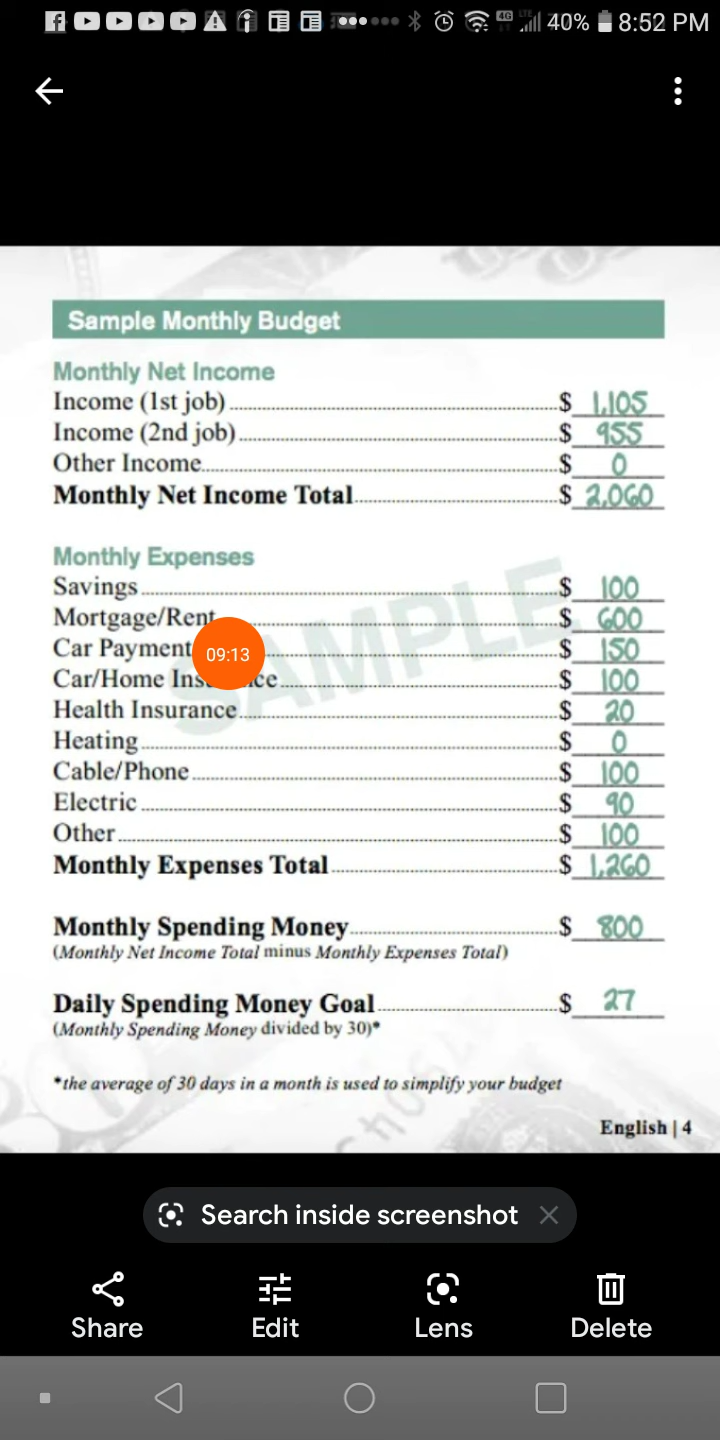 40% 8:52 PM
Sample Monthly Budget
Monthly Net Income
Income (1st job) $ 1,105
Income (2nd job) $ 955
Other Income $ 0
Monthly Net Income Total $ 2,060
Monthly Expenses
Savings $ 100
Mortgage/Rent $ 600
Car Payment $ 150
09:13
Car/Home Ins ce $ 100
Health Insurance $ 20
Heating $ 0
Cable/Phone $ 100
Electric $ 90
Other $ 100
Monthly Expenses Total $ 1,260
SAMPLE
Monthly Spending Money $ 800
(Monthly Net Income Total minus Monthly Expenses Total)
Daily Spending Money Goal $ 27
(Monthly Spending Money divided by 30)*
*the average of 30 days in a month is used to simplify your budget
English | 4
Search inside screenshot
Share Edit Lens Delete